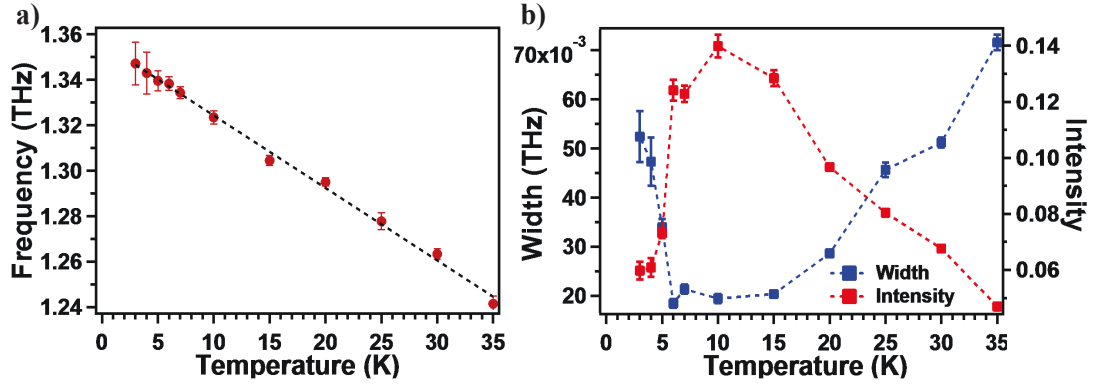 a)
Frequency (THz)
1.36
1.34
1.32
1.30
1.28
1.26
1.24
0 5 10 15 20 25 30 35
Temperature (K)
b)
Width (THz)
70x10⁻³
60
50
40
30
20
0 5 10 15 20 25 30 35
Temperature (K)
0.14
0.12
0.10
0.08
0.06
Intensity
Width
Intensity